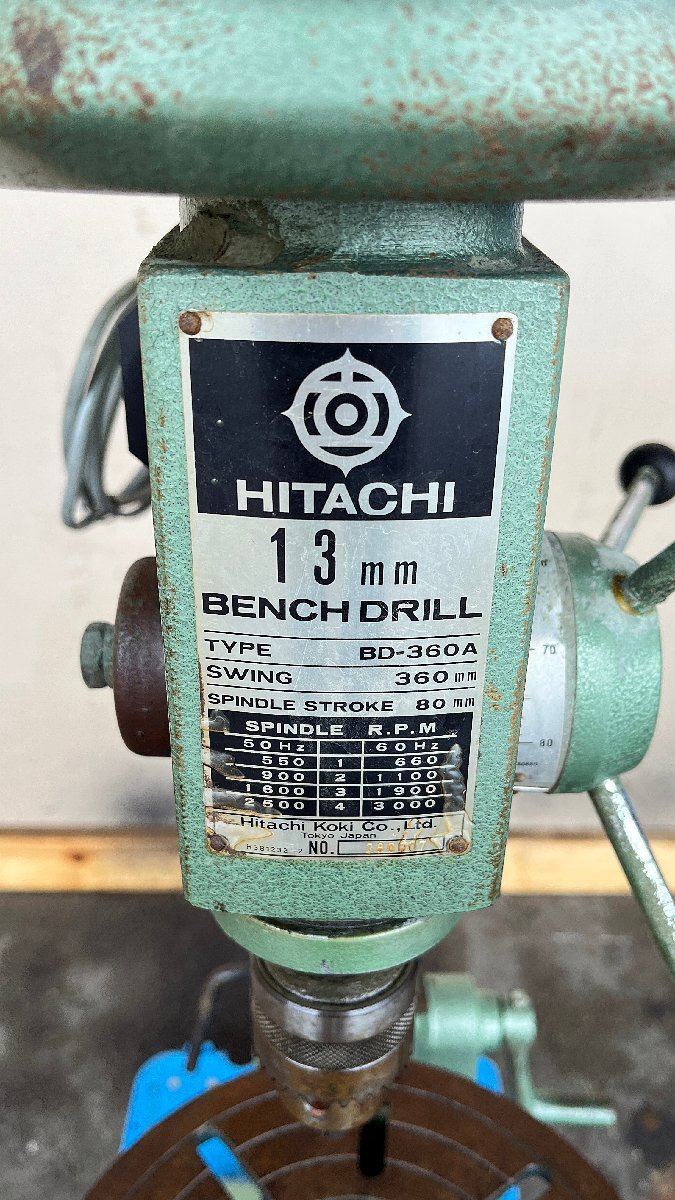 HITACHI
13 mm
BENCH DRILL
TYPE BD-360A
SWING 360 mm
SPINDLE STROKE 80 mm
SPINDLE R.P.M
50Hz 60Hz
550 1 660
900 2 1100
1600 3 1900
2500 4 3000
Hitachi Koki Co.,Ltd.
Tokyo Japan
NO.
70
80